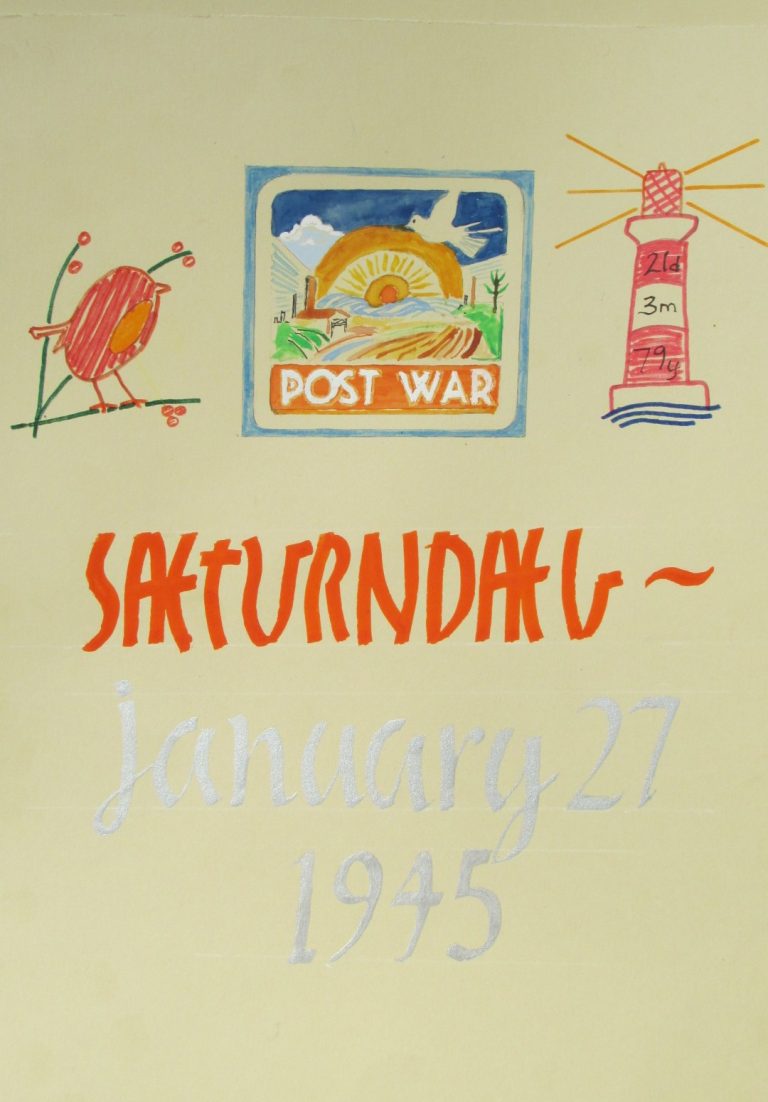 POST WAR
21d
3m
79y
SÆTURNDÆG ~
january 27
1945